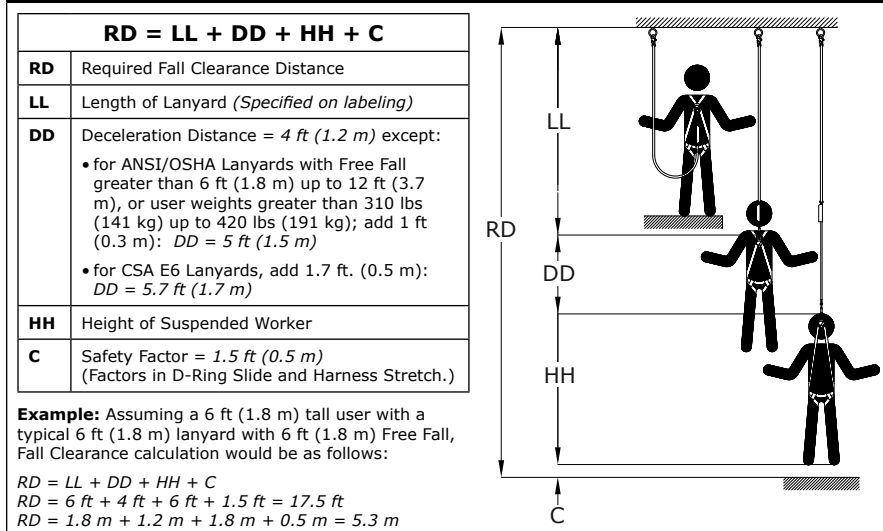 RD = LL + DD + HH + C
RD Required Fall Clearance Distance
LL Length of Lanyard (Specified on labeling)
DD Deceleration Distance = 4 ft (1.2 m) except:
• for ANSI/OSHA Lanyards with Free Fall
greater than 6 ft (1.8 m) up to 12 ft (3.7
m), or user weights greater than 310 lbs
(141 kg) up to 420 lbs (191 kg); add 1 ft
(0.3 m): DD = 5 ft (1.5 m)
• for CSA E6 Lanyards, add 1.7 ft. (0.5 m):
DD = 5.7 ft (1.7 m)
HH Height of Suspended Worker
C Safety Factor = 1.5 ft (0.5 m)
(Factors in D-Ring Slide and Harness Stretch.)
Example: Assuming a 6 ft (1.8 m) tall user with a
typical 6 ft (1.8 m) lanyard with 6 ft (1.8 m) Free Fall,
Fall Clearance calculation would be as follows:
RD = LL + DD + HH + C
RD = 6 ft + 4 ft + 6 ft + 1.5 ft = 17.5 ft
RD = 1.8 m + 1.2 m + 1.8 m + 0.5 m = 5.3 m
LL
RD
DD
HH
C